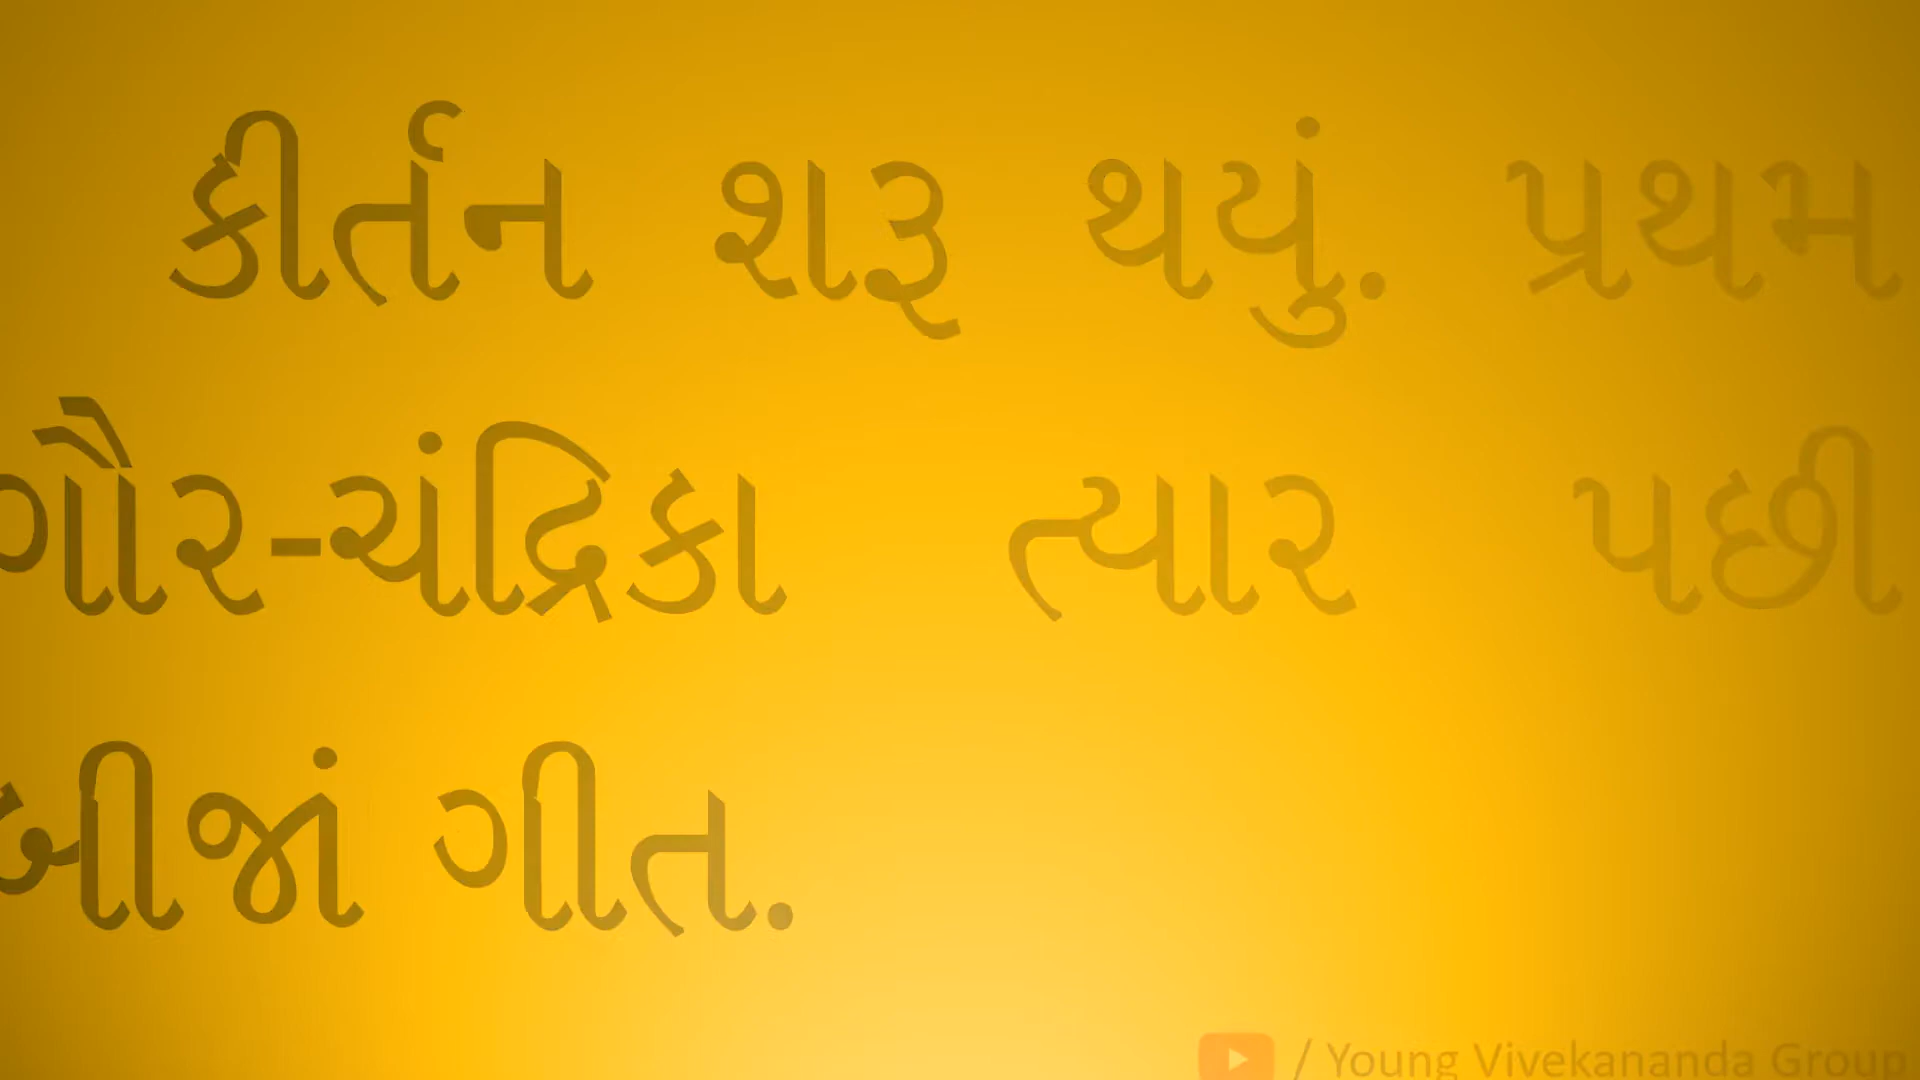 કીર્તન શરૂ થયું. પ્રથમ
ગૌર-ચંદ્રિકા ત્યાર પછી
બીજાં ગીત.
/ Young Vivekananda Group